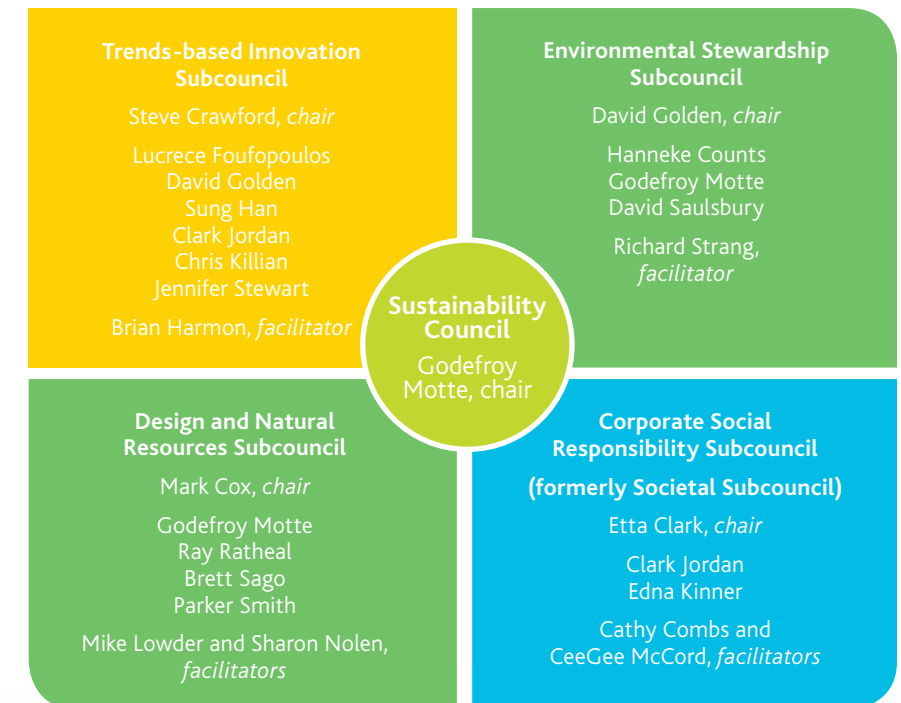 Trends-based Innovation
Subcouncil
Steve Crawford, chair
Lucrece Foufopoulos
David Golden
Sung Han
Clark Jordan
Chris Killian
Jennifer Stewart
Brian Harmon, facilitator
Environmental Stewardship
Subcouncil
David Golden, chair
Hanneke Counts
Godefroy Motte
David Saulsbury
Richard Strang,
facilitator
Sustainability
Council
Godefroy
Motte, chair
Design and Natural
Resources Subcouncil
Mark Cox, chair
Godefroy Motte
Ray Ratheal
Brett Sago
Parker Smith
Mike Lowder and Sharon Nolen,
facilitators
Corporate Social
Responsibility Subcouncil
(formerly Societal Subcouncil)
Etta Clark, chair
Clark Jordan
Edna Kinner
Cathy Combs and
CeeGee McCord, facilitators